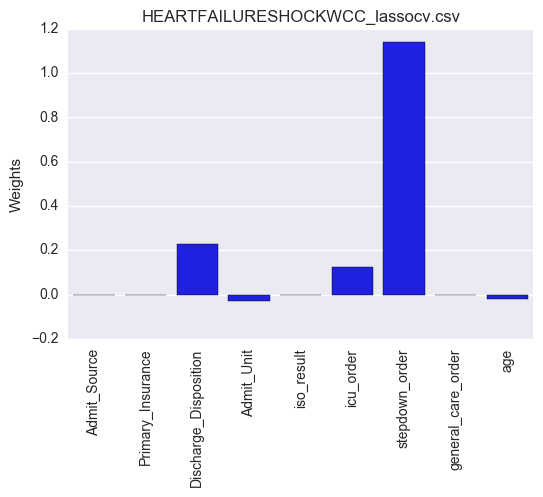 HEARTFAILURESHOCKWCC_lassocv.csv
1.2
1.0
0.8
0.6
0.4
0.2
0.0
−0.2
Weights
Admit_Source
Primary_Insurance
Discharge_Disposition
Admit_Unit
iso_result
icu_order
stepdown_order
general_care_order
age